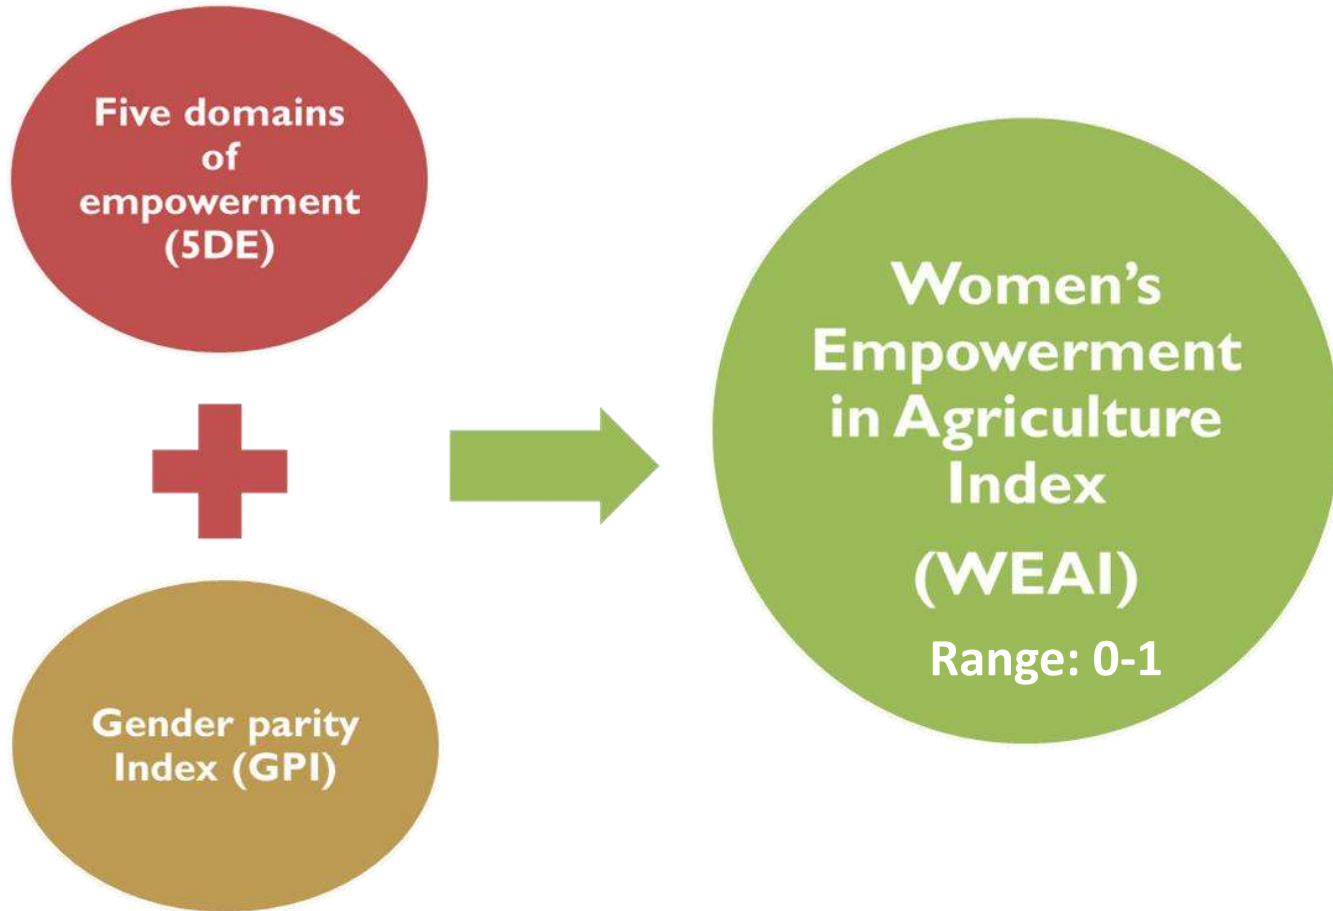 Five domains
of
empowerment
(5DE)
Gender parity
Index (GPI)
Women’s
Empowerment
in Agriculture
Index
(WEAI)
Range: 0-1